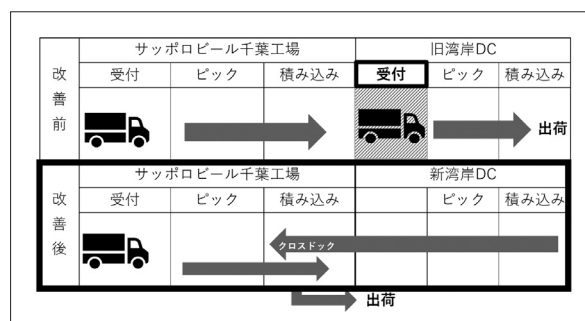 サッポロビール千葉工場 旧湾岸DC
改善前 受付 ピック 積み込み 受付 ピック 積み込み
出荷
サッポロビール千葉工場 新湾岸DC
改善後 受付 ピック 積み込み ピック 積み込み
クロスドック
出荷